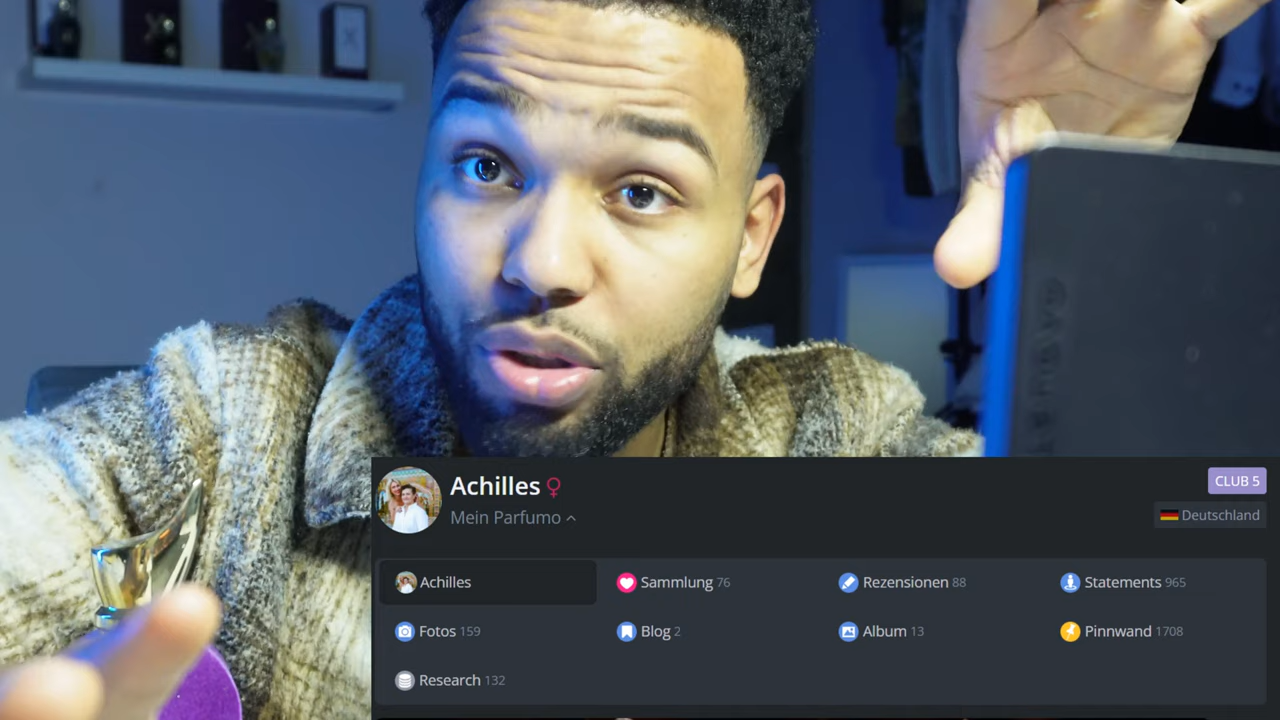 Achilles
CLUB 5
Mein Parfumo
Deutschland
Achilles
Sammlung 76
Rezensionen 88
Statements 965
Fotos 159
Blog 2
Album 13
Pinnwand 1708
Research 132